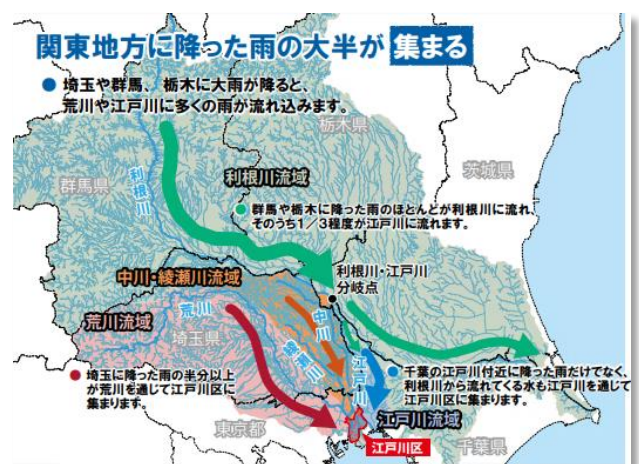 関東地方に降った雨の大半が 集まる
● 埼玉や群馬、栃木に大雨が降ると、
荒川や江戸川に多くの雨が流れ込みます。
栃木県
茨城県
群馬県
利根川
利根川流域
● 群馬や栃木に降った雨のほとんどが利根川に流れ、
そのうち1/3程度が江戸川に流れます。
中川・綾瀬川流域
利根川・江戸川
分岐点
荒川流域
荒川
埼玉県
中川
綾瀬川
江戸川
● 埼玉に降った雨の半分以上
が荒川を通じて江戸川区に
集まります。
● 千葉の江戸川付近に降った雨だけでなく、
利根川から流れてくる水も江戸川を通じて
江戸川区に集まります。
江戸川流域
東京都
江戸川区
千葉県